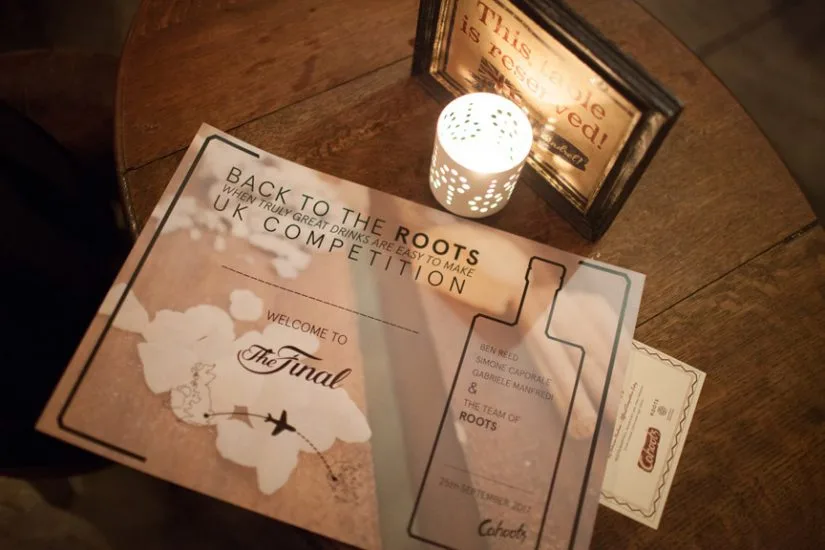 This table
is reserved!
BACK TO THE ROOTS
WHEN TRULY GREAT DRINKS ARE EASY TO MAKE
UK COMPETITION
WELCOME TO
The Final
BEN REED
SIMONE CAPORALE
GABRIELE MANFREDI
&
THE TEAM OF
ROOTS
25th SEPTEMBER 2017
Cahoots
ROOTS
Cahoots